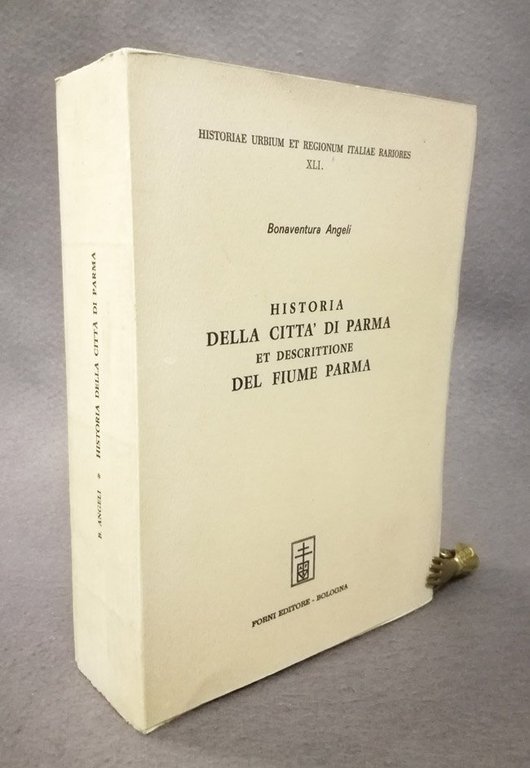 HISTORIAE URBIUM ET REGIONUM ITALIAE RARIORES
XLI.
Bonaventura Angeli
HISTORIA
DELLA CITTA' DI PARMA
ET DESCRITTIONE
DEL FIUME PARMA
FORNI EDITORE - BOLOGNA
B. ANGELI * HISTORIA DELLA CITTÀ DI PARMA